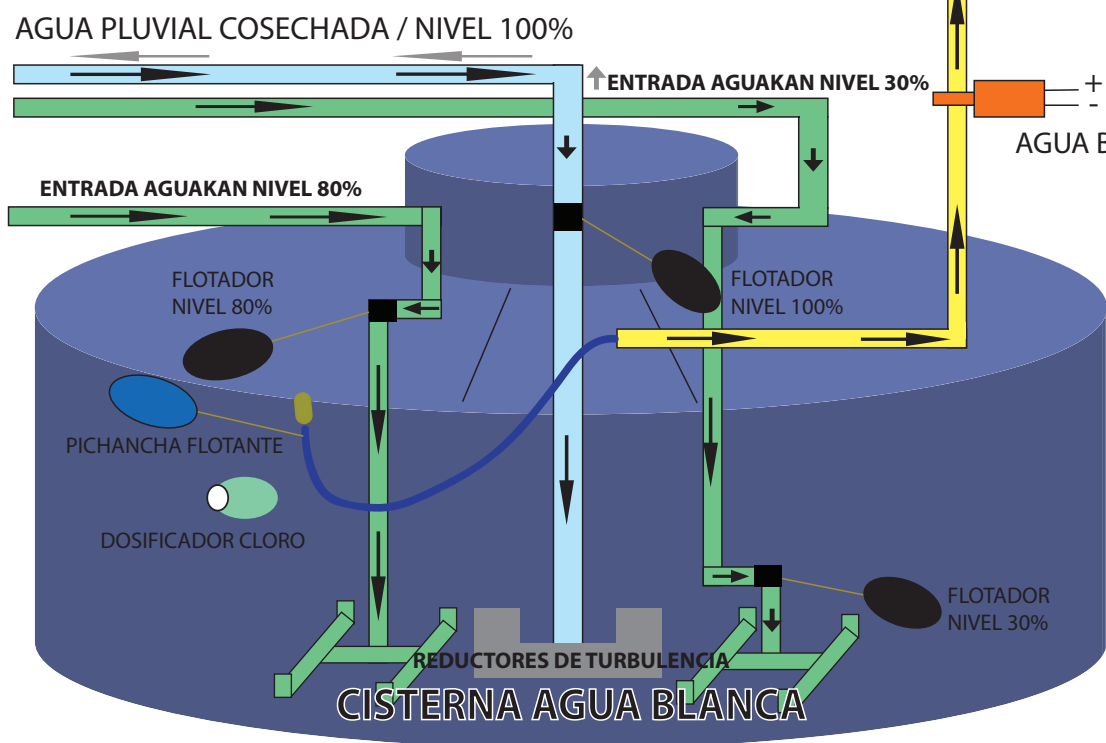 AGUA PLUVIAL COSECHADA / NIVEL 100%
ENTRADA AGUAKAN NIVEL 30%
+
-
AGUA B
ENTRADA AGUAKAN NIVEL 80%
FLOTADOR
NIVEL 80%
FLOTADOR
NIVEL 100%
PICHANCHA FLOTANTE
DOSIFICADOR CLORO
FLOTADOR
NIVEL 30%
REDUCTORES DE TURBULENCIA
CISTERNA AGUA BLANCA